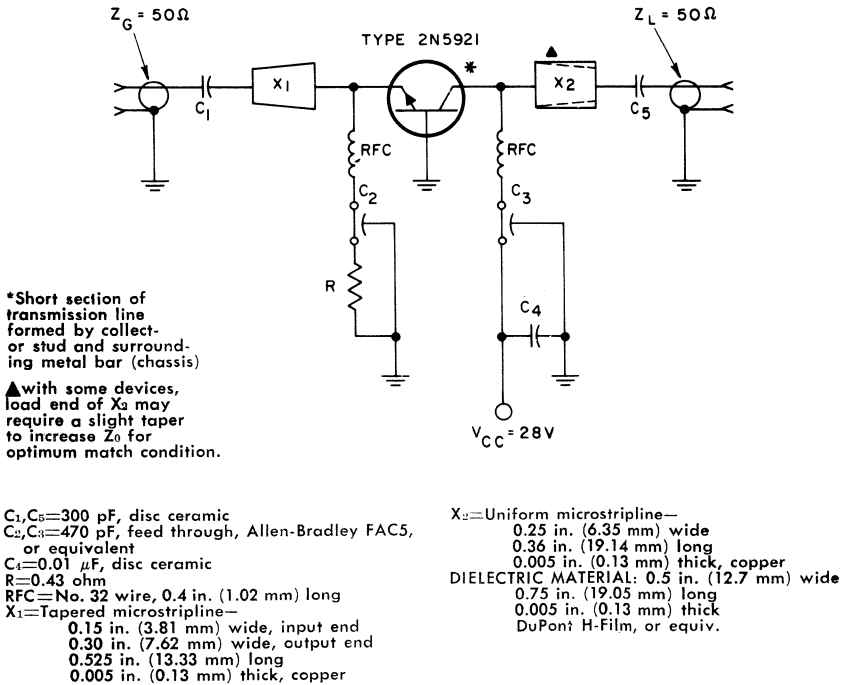 Z_G = 50Ω
Z_L = 50Ω
TYPE 2N5921
*
▲
X1
X2
C1
C5
RFC
RFC
C2
C3
R
C4
V_CC = 28V
*Short section of
transmission line
formed by collect-
or stud and surround-
ing metal bar (chassis)
▲with some devices,
load end of X2 may
require a slight taper
to increase Z0 for
optimum match condition.
C1,C5=300 pF, disc ceramic
C2,C3=470 pF, feed through, Allen-Bradley FAC5,
or equivalent
C4=0.01 μF, disc ceramic
R=0.43 ohm
RFC=No. 32 wire, 0.4 in. (1.02 mm) long
X1=Tapered microstripline—
0.15 in. (3.81 mm) wide, input end
0.30 in. (7.62 mm) wide, output end
0.525 in. (13.33 mm) long
0.005 in. (0.13 mm) thick, copper
X2=Uniform microstripline—
0.25 in. (6.35 mm) wide
0.36 in. (19.14 mm) long
0.005 in. (0.13 mm) thick, copper
DIELECTRIC MATERIAL: 0.5 in. (12.7 mm) wide
0.75 in. (19.05 mm) long
0.005 in. (0.13 mm) thick
DuPont H-Film, or equiv.